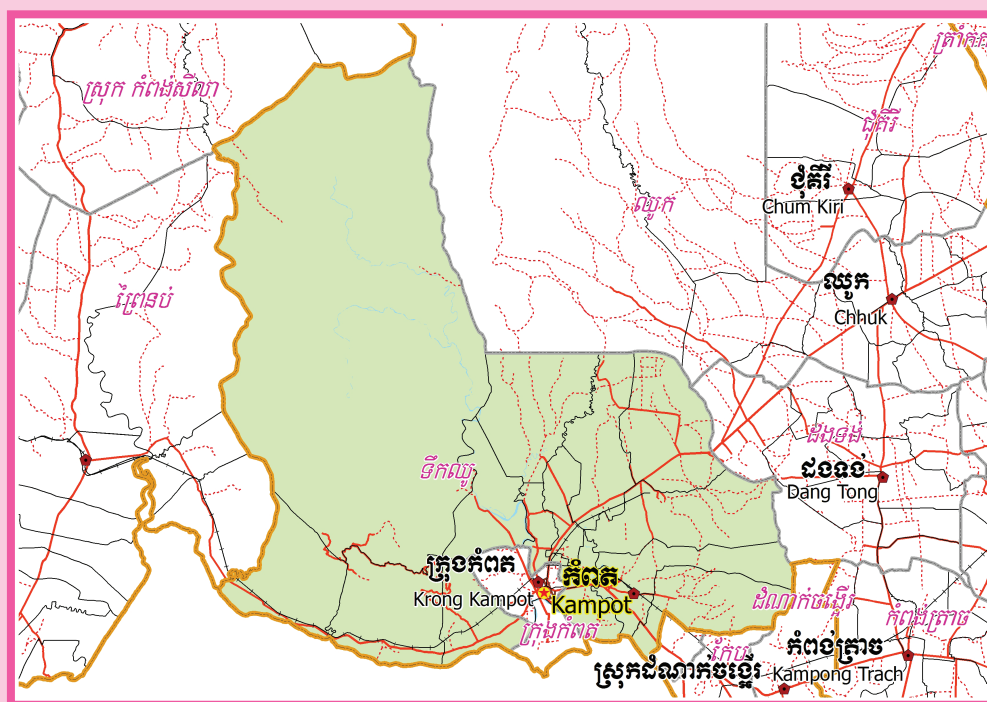 ស្រុក កំពង់សីលា
ជុំគីរី
ជុំគិរី
Chum Kiri
ឈូក
ឈូក
Chhuk
ព្រៃនប់
ដងទង់
ដងទង់
Dang Tong
ទឹកឈូ
ក្រុងកំពត
Krong Kampot
កំពត
Kampot
ក្រុងកំពត
ដំណាក់ចង្អើរ
កំពង់ត្រាច
កែប
កំពង់ត្រាច
Kampong Trach
ស្រុកដំណាក់ចង្អើរ